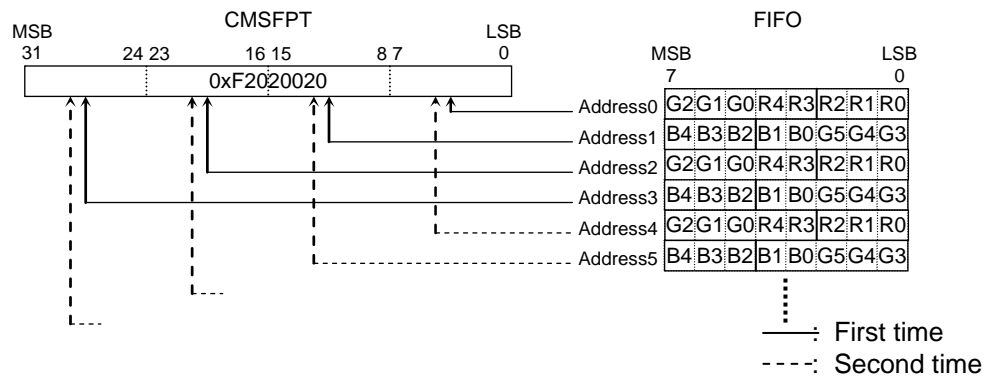 CMSFPT
FIFO
MSB
LSB
31
24 23
16 15
8 7
0
MSB
LSB
7
0
0xF2020020
Address0 G2 G1 G0 R4 R3 R2 R1 R0
Address1 B4 B3 B2 B1 B0 G5 G4 G3
Address2 G2 G1 G0 R4 R3 R2 R1 R0
Address3 B4 B3 B2 B1 B0 G5 G4 G3
Address4 G2 G1 G0 R4 R3 R2 R1 R0
Address5 B4 B3 B2 B1 B0 G5 G4 G3
: First time
: Second time